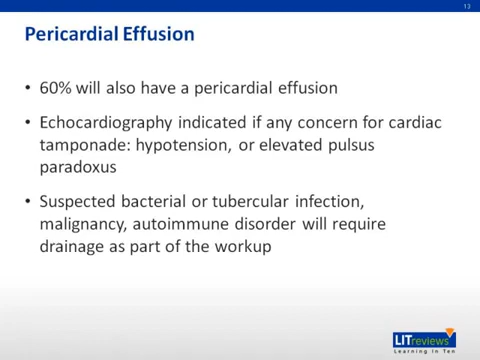 13
Pericardial Effusion
• 60% will also have a pericardial effusion
• Echocardiography indicated if any concern for cardiac
tamponade: hypotension, or elevated pulsus
paradoxus
• Suspected bacterial or tubercular infection,
malignancy, autoimmune disorder will require
drainage as part of the workup
LITreviews
Learning in Ten